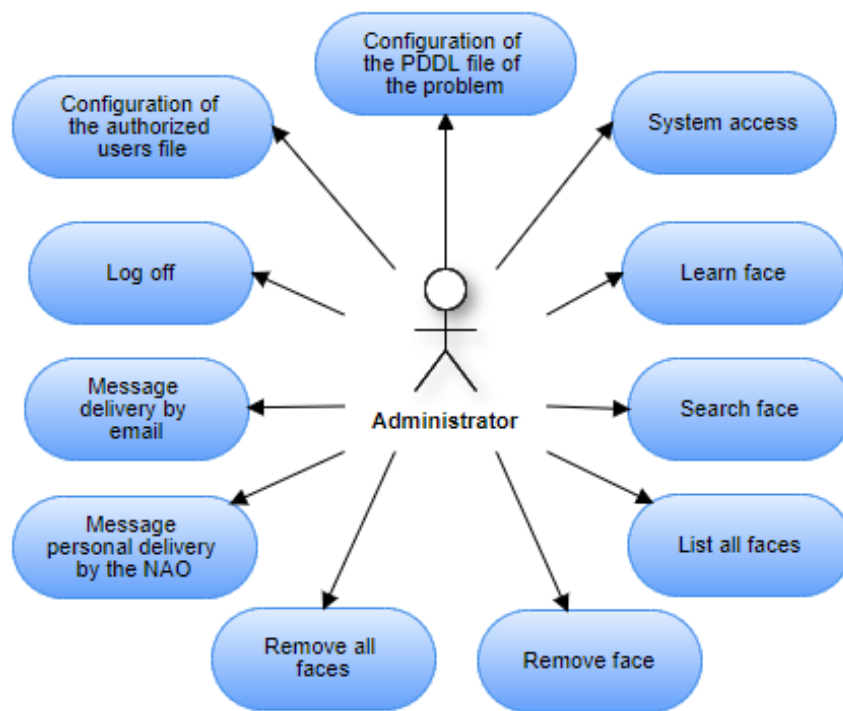 Configuration of
the PDDL file of
the problem
Configuration of
the authorized
users file
System access
Log off
Learn face
Message
delivery by
email
Administrator
Search face
Message
personal delivery
by the NAO
List all faces
Remove all
faces
Remove face